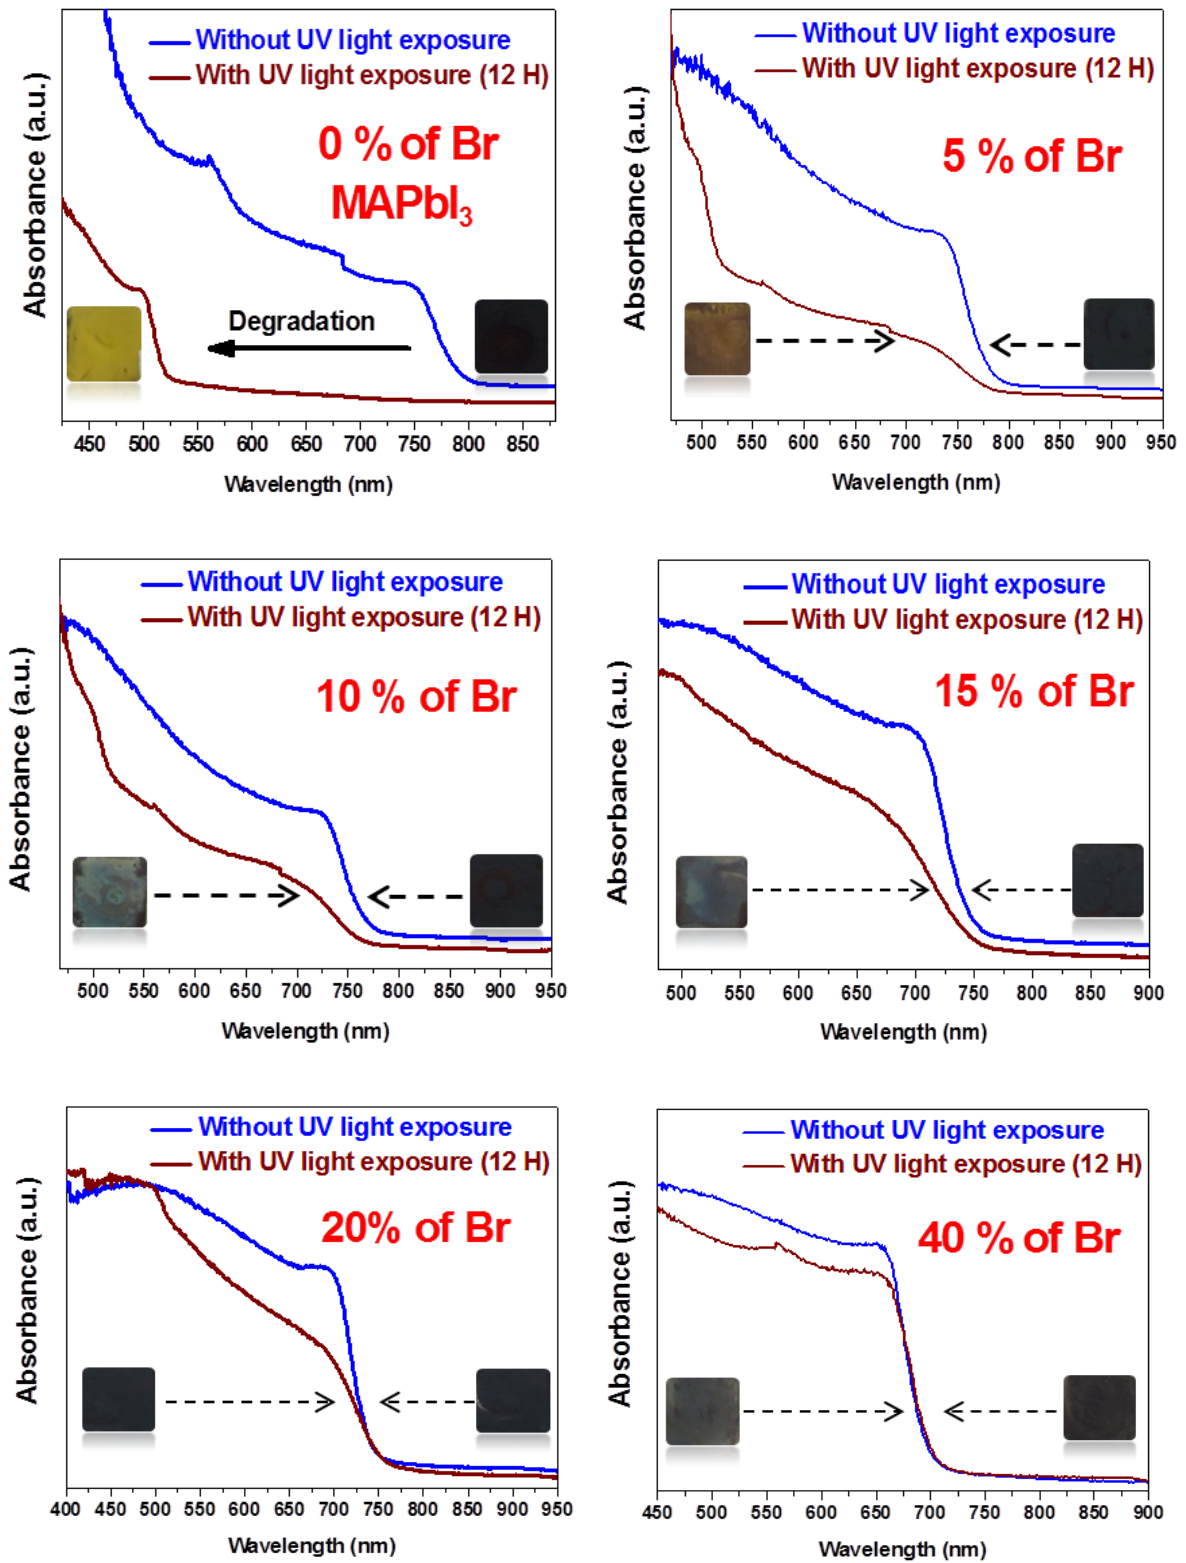 Without UV light exposure
With UV light exposure (12 H)
0 % of Br
MAPbI₃
Degradation
Absorbance (a.u.)
450 500 550 600 650 700 750 800 850
Wavelength (nm)
Without UV light exposure
With UV light exposure (12 H)
5 % of Br
Absorbance (a.u.)
500 550 600 650 700 750 800 850 900 950
Wavelength (nm)
Without UV light exposure
With UV light exposure (12 H)
10 % of Br
Absorbance (a.u.)
500 550 600 650 700 750 800 850 900 950
Wavelength (nm)
Without UV light exposure
With UV light exposure (12 H)
15 % of Br
Absorbance (a.u.)
500 550 600 650 700 750 800 850 900
Wavelength (nm)
Without UV light exposure
With UV light exposure (12 H)
20% of Br
Absorbance (a.u.)
400 450 500 550 600 650 700 750 800 850 900 950
Wavelength (nm)
Without UV light exposure
With UV light exposure (12 H)
40 % of Br
Absorbance (a.u.)
450 500 550 600 650 700 750 800 850 900
Wavelength (nm)